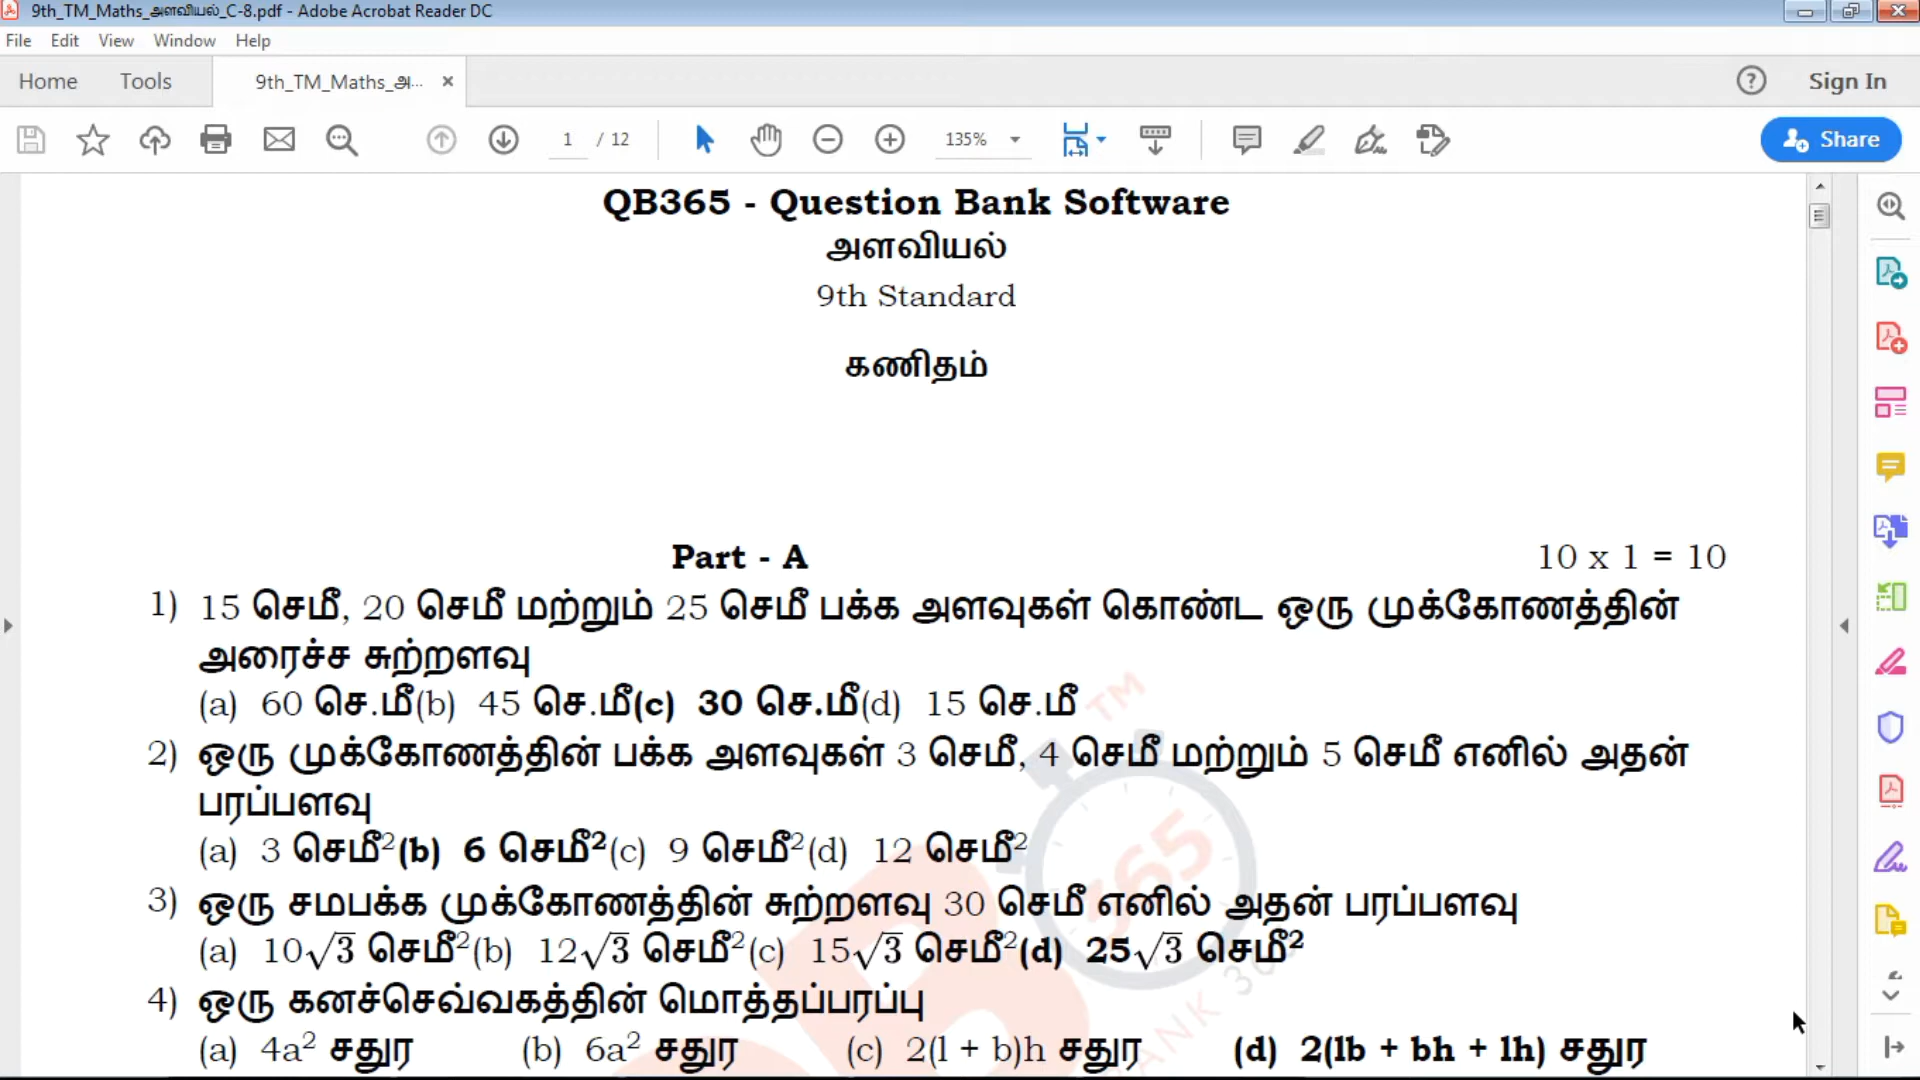 9th_TM_Maths_அளவியல்_C-8.pdf - Adobe Acrobat Reader DC
File Edit View Window Help
Home Tools 9th_TM_Maths_அ... × Sign In
1 / 12 135% Share
QB365 - Question Bank Software
அளவியல்
9th Standard
கணிதம்
Part - A 10 x 1 = 10
1) 15 செமீ, 20 செமீ மற்றும் 25 செமீ பக்க அளவுகள் கொண்ட ஒரு முக்கோணத்தின்
அரைச்ச சுற்றளவு
(a) 60 செ.மீ(b) 45 செ.மீ(c) 30 செ.மீ(d) 15 செ.மீ
2) ஒரு முக்கோணத்தின் பக்க அளவுகள் 3 செமீ, 4 செமீ மற்றும் 5 செமீ எனில் அதன்
பரப்பளவு
(a) 3 செமீ²(b) 6 செமீ²(c) 9 செமீ²(d) 12 செமீ²
3) ஒரு சமபக்க முக்கோணத்தின் சுற்றளவு 30 செமீ எனில் அதன் பரப்பளவு
(a) 10√3 செமீ²(b) 12√3 செமீ²(c) 15√3 செமீ²(d) 25√3 செமீ²
4) ஒரு கனச்செவ்வகத்தின் மொத்தப்பரப்பு
(a) 4a² சதுர (b) 6a² சதுர (c) 2(l + b)h சதுர (d) 2(lb + bh + lh) சதுர
TM
365